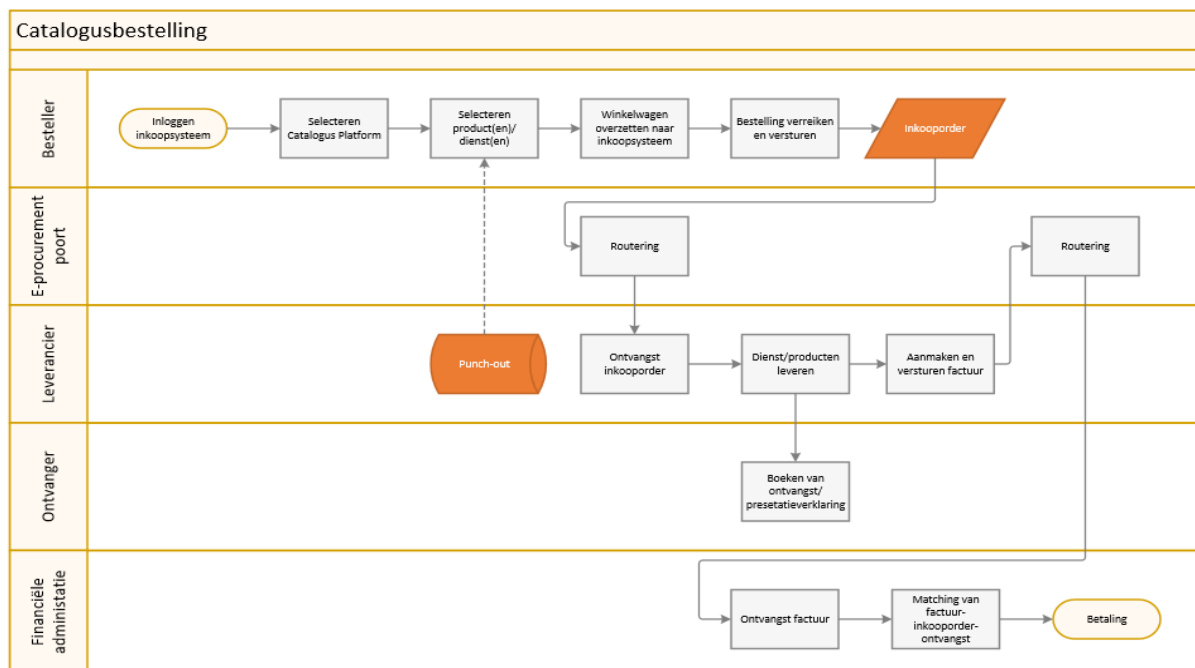 Catalogusbestelling
Besteller
Inloggen
inkoopsysteem
Selecteren
Catalogus Platform
Selecteren
product(en)/
dienst(en)
Winkelwagen
overzetten naar
inkoopsysteem
Bestelling verreiken
en versturen
Inkooporder
E-procurement
poort
Routering
Routering
Leverancier
Punch-out
Ontvangst
inkooporder
Dienst/producten
leveren
Aanmaken en
versturen factuur
Ontvanger
Boeken van
ontvangst/
presetatieverklaring
Financiële
administatie
Ontvangst factuur
Matching van
factuur-
inkooporder-
ontvangst
Betaling